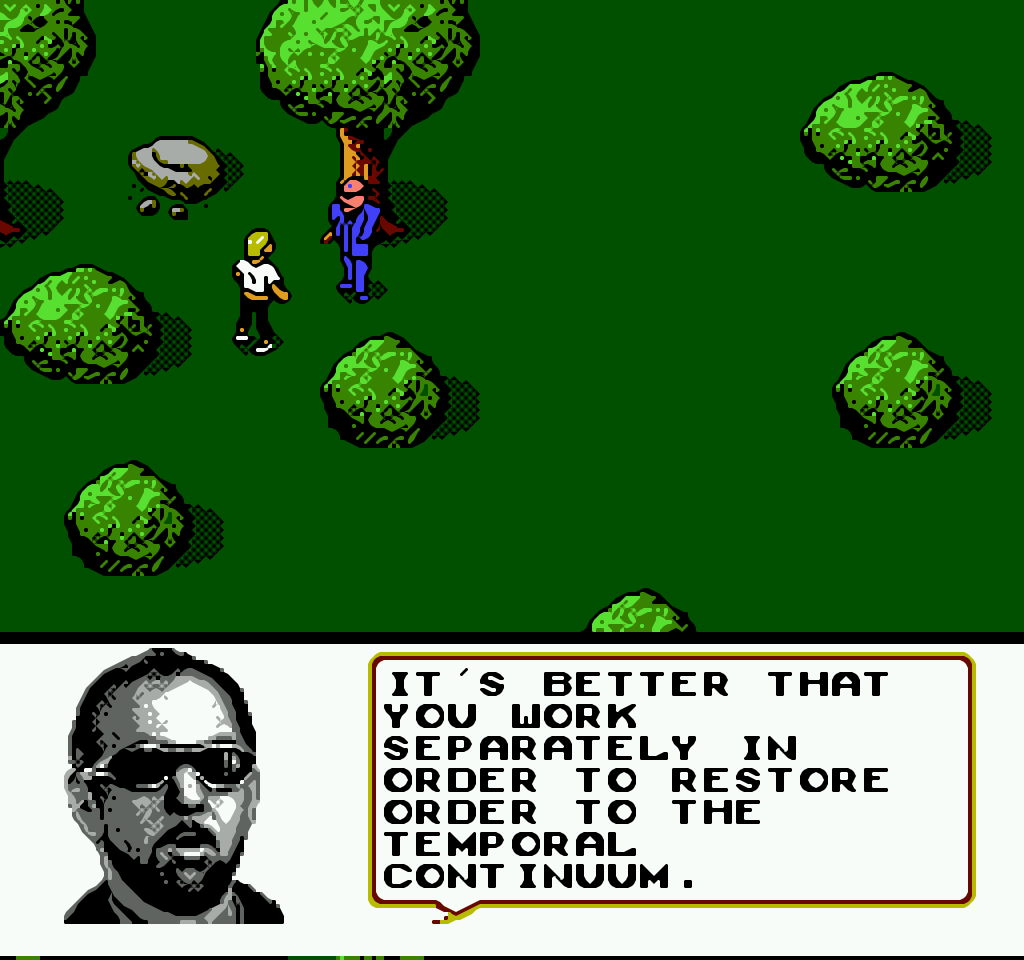 IT´S BETTER THAT
YOU WORK
SEPARATELY IN
ORDER TO RESTORE
ORDER TO THE
TEMPORAL
CONTINUUM.